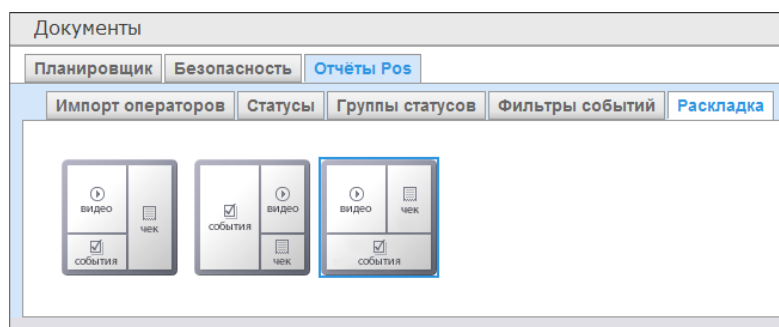 Документы
Планировщик Безопасность Отчёты Pos
Импорт операторов Статусы Группы статусов Фильтры событий Раскладка
видео
чек
события
события
видео
чек
видео
чек
события